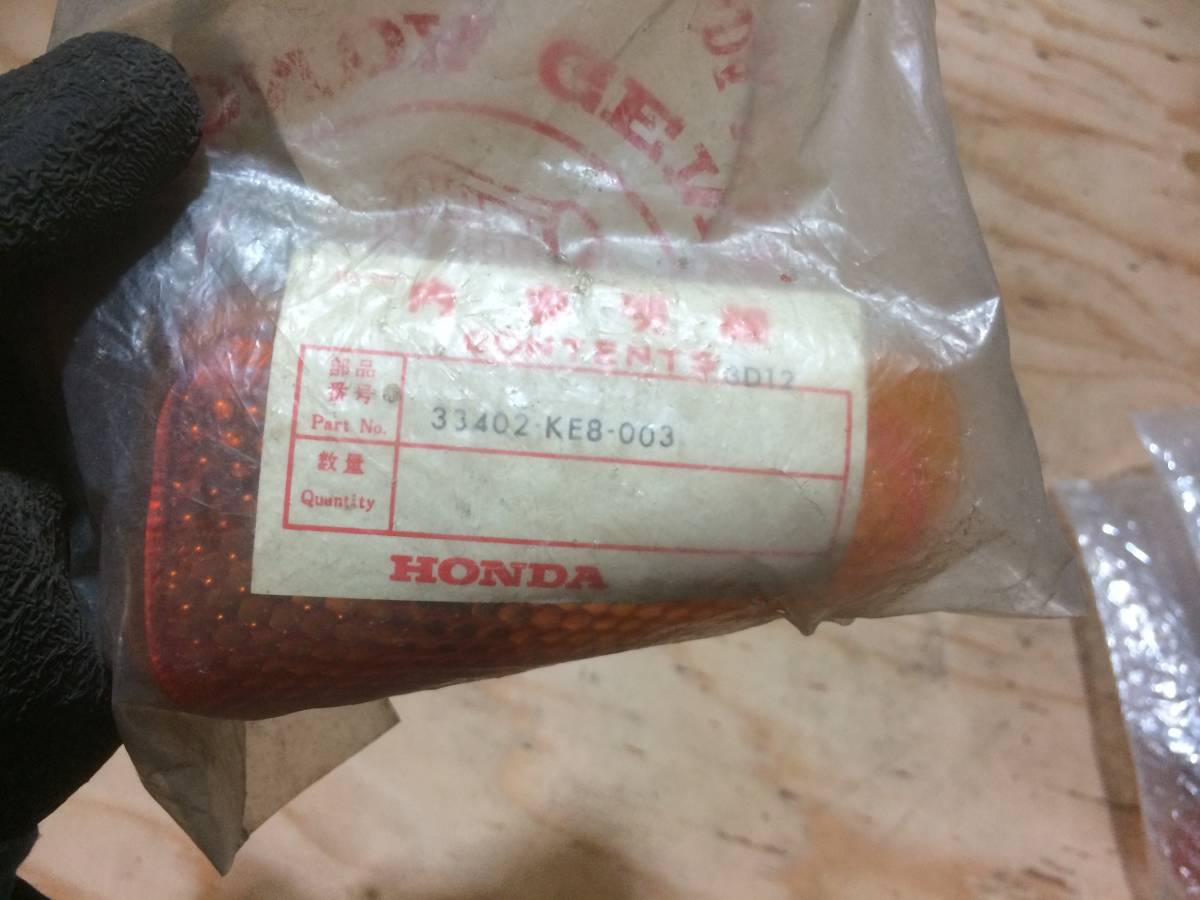 内 容 明 細
CONTENTS
3D12
部品
番号
Part No.
33402-KE8-003
数量
Quantity
HONDA